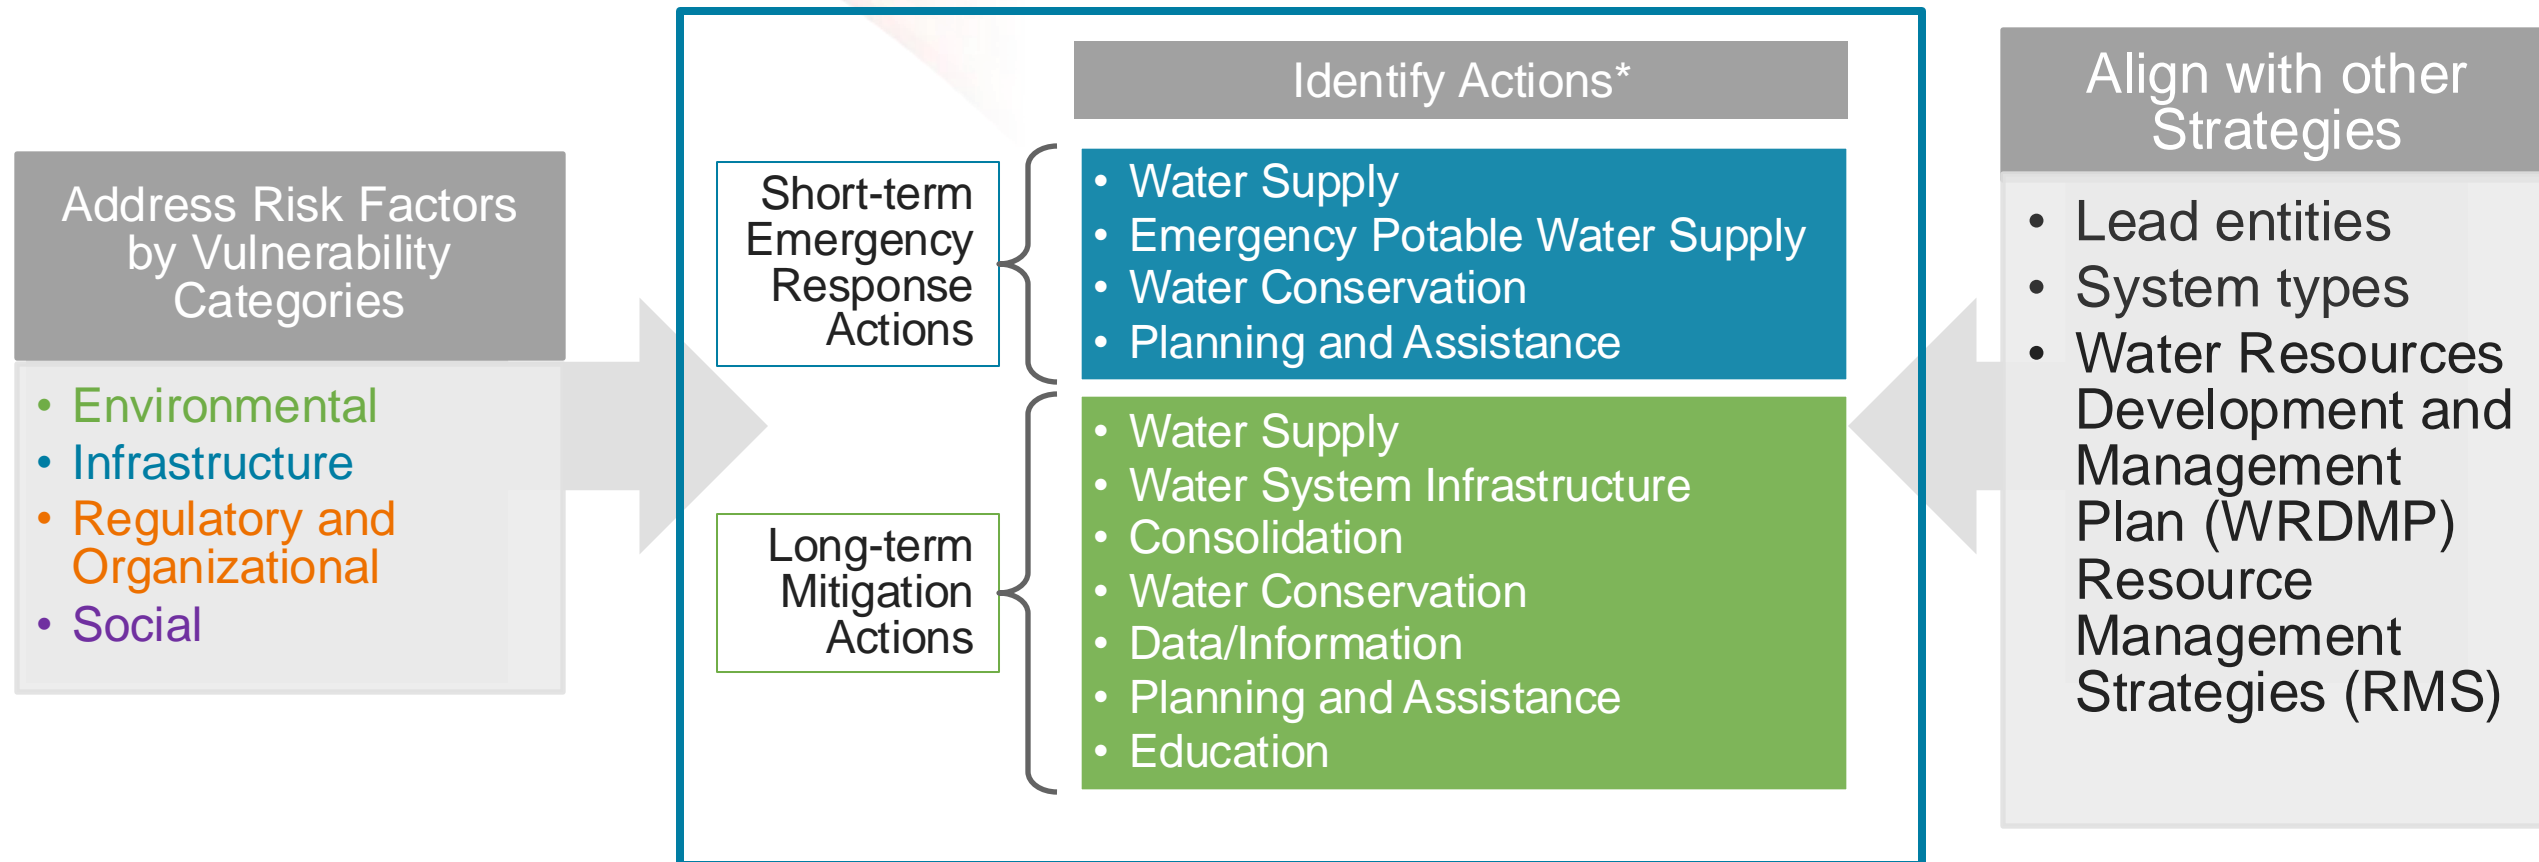 Address Risk Factors
by Vulnerability
Categories
• Environmental
• Infrastructure
• Regulatory and
Organizational
• Social
Identify Actions*
Short-term
Emergency
Response
Actions
• Water Supply
• Emergency Potable Water Supply
• Water Conservation
• Planning and Assistance
Long-term
Mitigation
Actions
• Water Supply
• Water System Infrastructure
• Consolidation
• Water Conservation
• Data/Information
• Planning and Assistance
• Education
Align with other
Strategies
• Lead entities
• System types
• Water Resources
Development and
Management
Plan (WRDMP)
Resource
Management
Strategies (RMS)